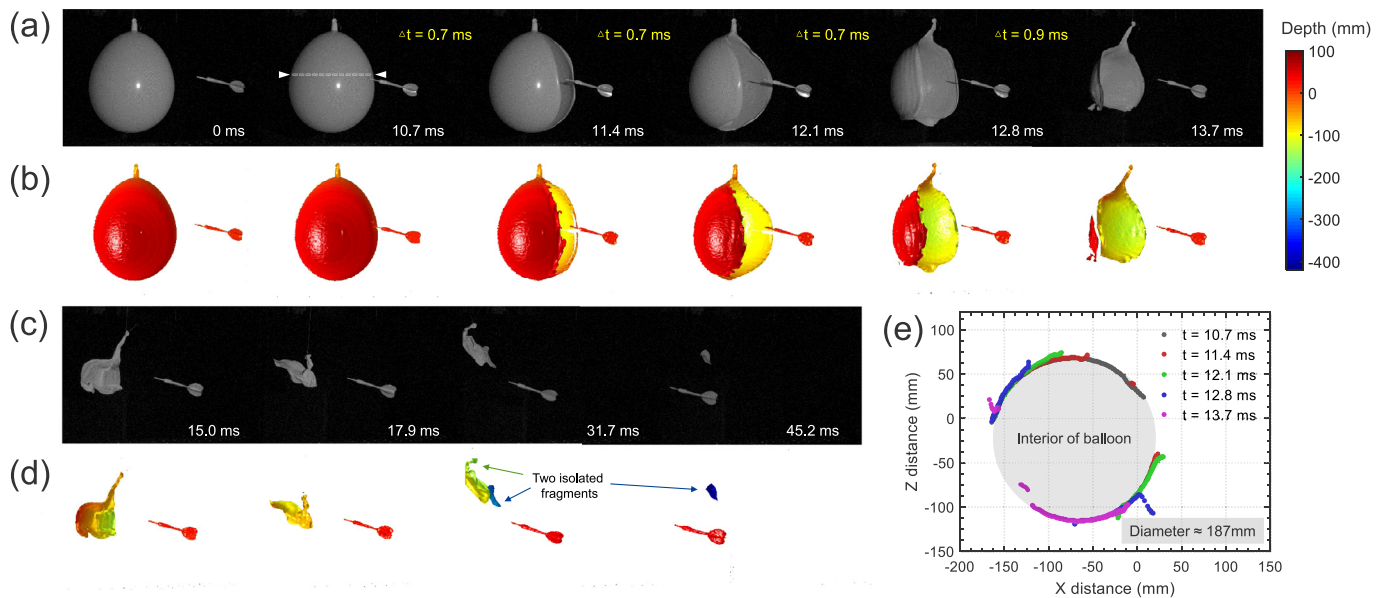 (a)
△t = 0.7 ms
△t = 0.7 ms
△t = 0.7 ms
△t = 0.9 ms
0 ms
10.7 ms
11.4 ms
12.1 ms
12.8 ms
13.7 ms
Depth (mm)
100
0
-100
-200
-300
-400
(b)
(c)
15.0 ms
17.9 ms
31.7 ms
45.2 ms
(d)
Two isolated
fragments
(e)
Z distance (mm)
100
50
0
-50
-100
-150
t = 10.7 ms
t = 11.4 ms
t = 12.1 ms
t = 12.8 ms
t = 13.7 ms
Interior of balloon
Diameter ≈ 187mm
-200
-150
-100
-50
0
50
100
150
X distance (mm)